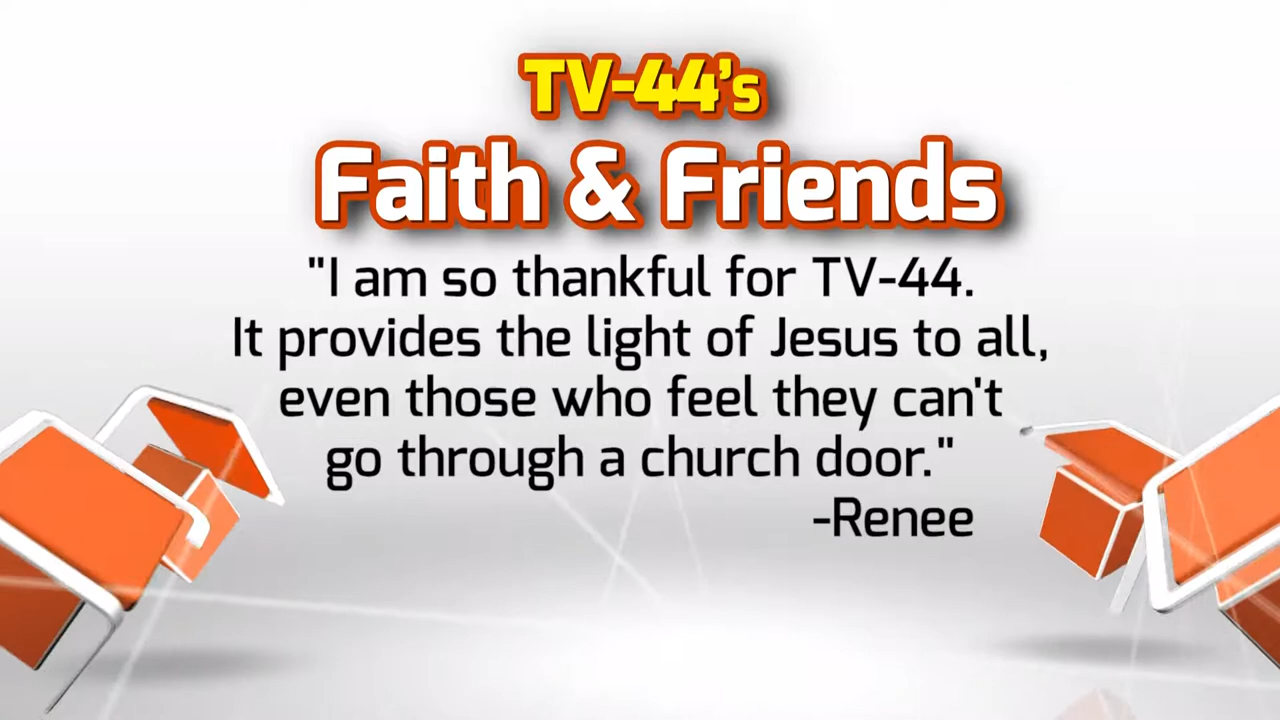 TV-44's
Faith & Friends
"I am so thankful for TV-44.
It provides the light of Jesus to all,
even those who feel they can't
go through a church door."
-Renee